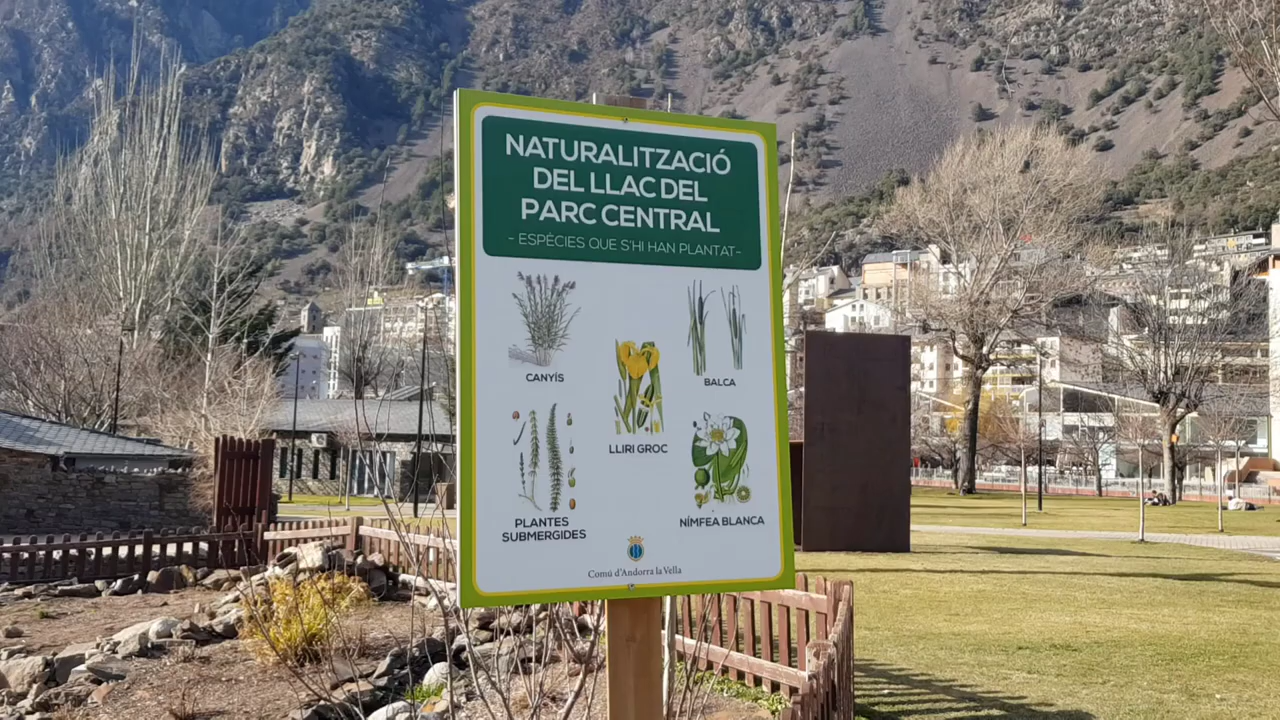 NATURALITZACIÓ
DEL LLAC DEL
PARC CENTRAL
- ESPÈCIES QUE S'HI HAN PLANTAT-
CANYÍS
BALCA
LLIRI GROC
PLANTES
SUBMERGIDES
NÍMFEA BLANCA
Comú d'Andorra la Vella